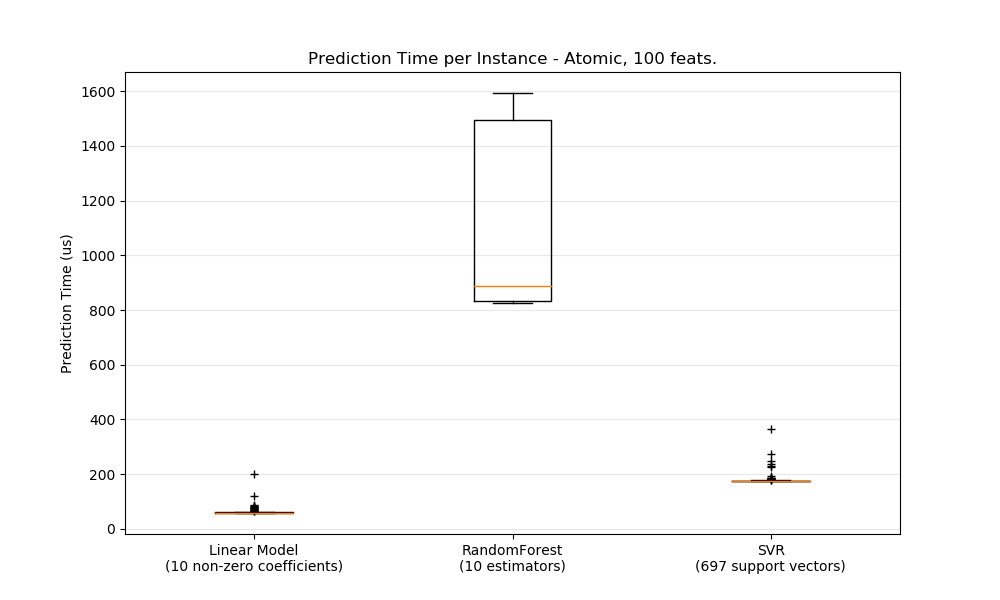 Prediction Time per Instance - Atomic, 100 feats.
Prediction Time (us)
1600
1400
1200
1000
800
600
400
200
0
Linear Model
(10 non-zero coefficients)
RandomForest
(10 estimators)
SVR
(697 support vectors)